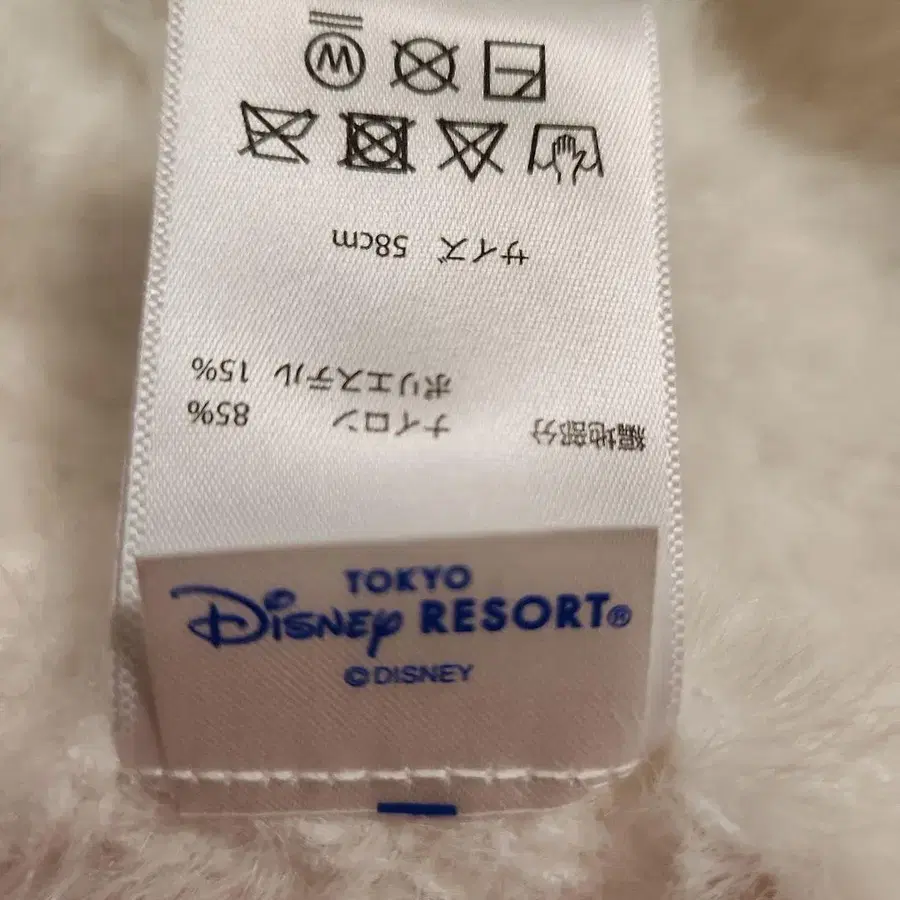 編地部分 ナイロン 85%
ポリエステル 15%
サイズ 58cm
W
TOKYO
Disney RESORT®
©DISNEY